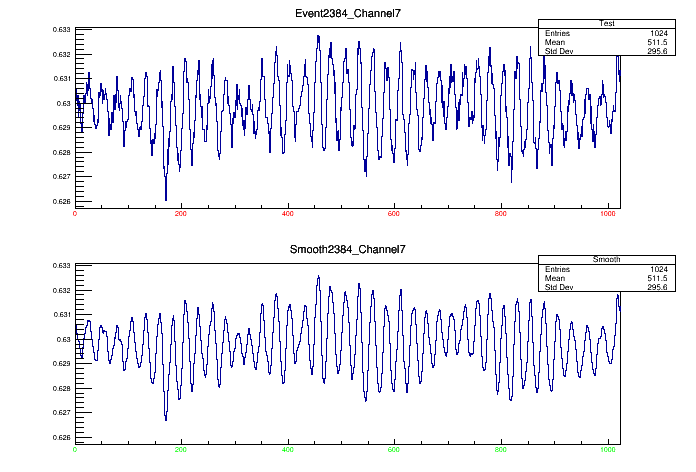 Event2384_Channel7
Test
Entries 1024
Mean 511.5
Std Dev 295.6
0.633
0.632
0.631
0.63
0.629
0.628
0.627
0.626
0 200 400 600 800 1000
Smooth2384_Channel7
Smooth
Entries 1024
Mean 511.5
Std Dev 295.6
0.633
0.632
0.631
0.63
0.629
0.628
0.627
0.626
0 200 400 600 800 1000